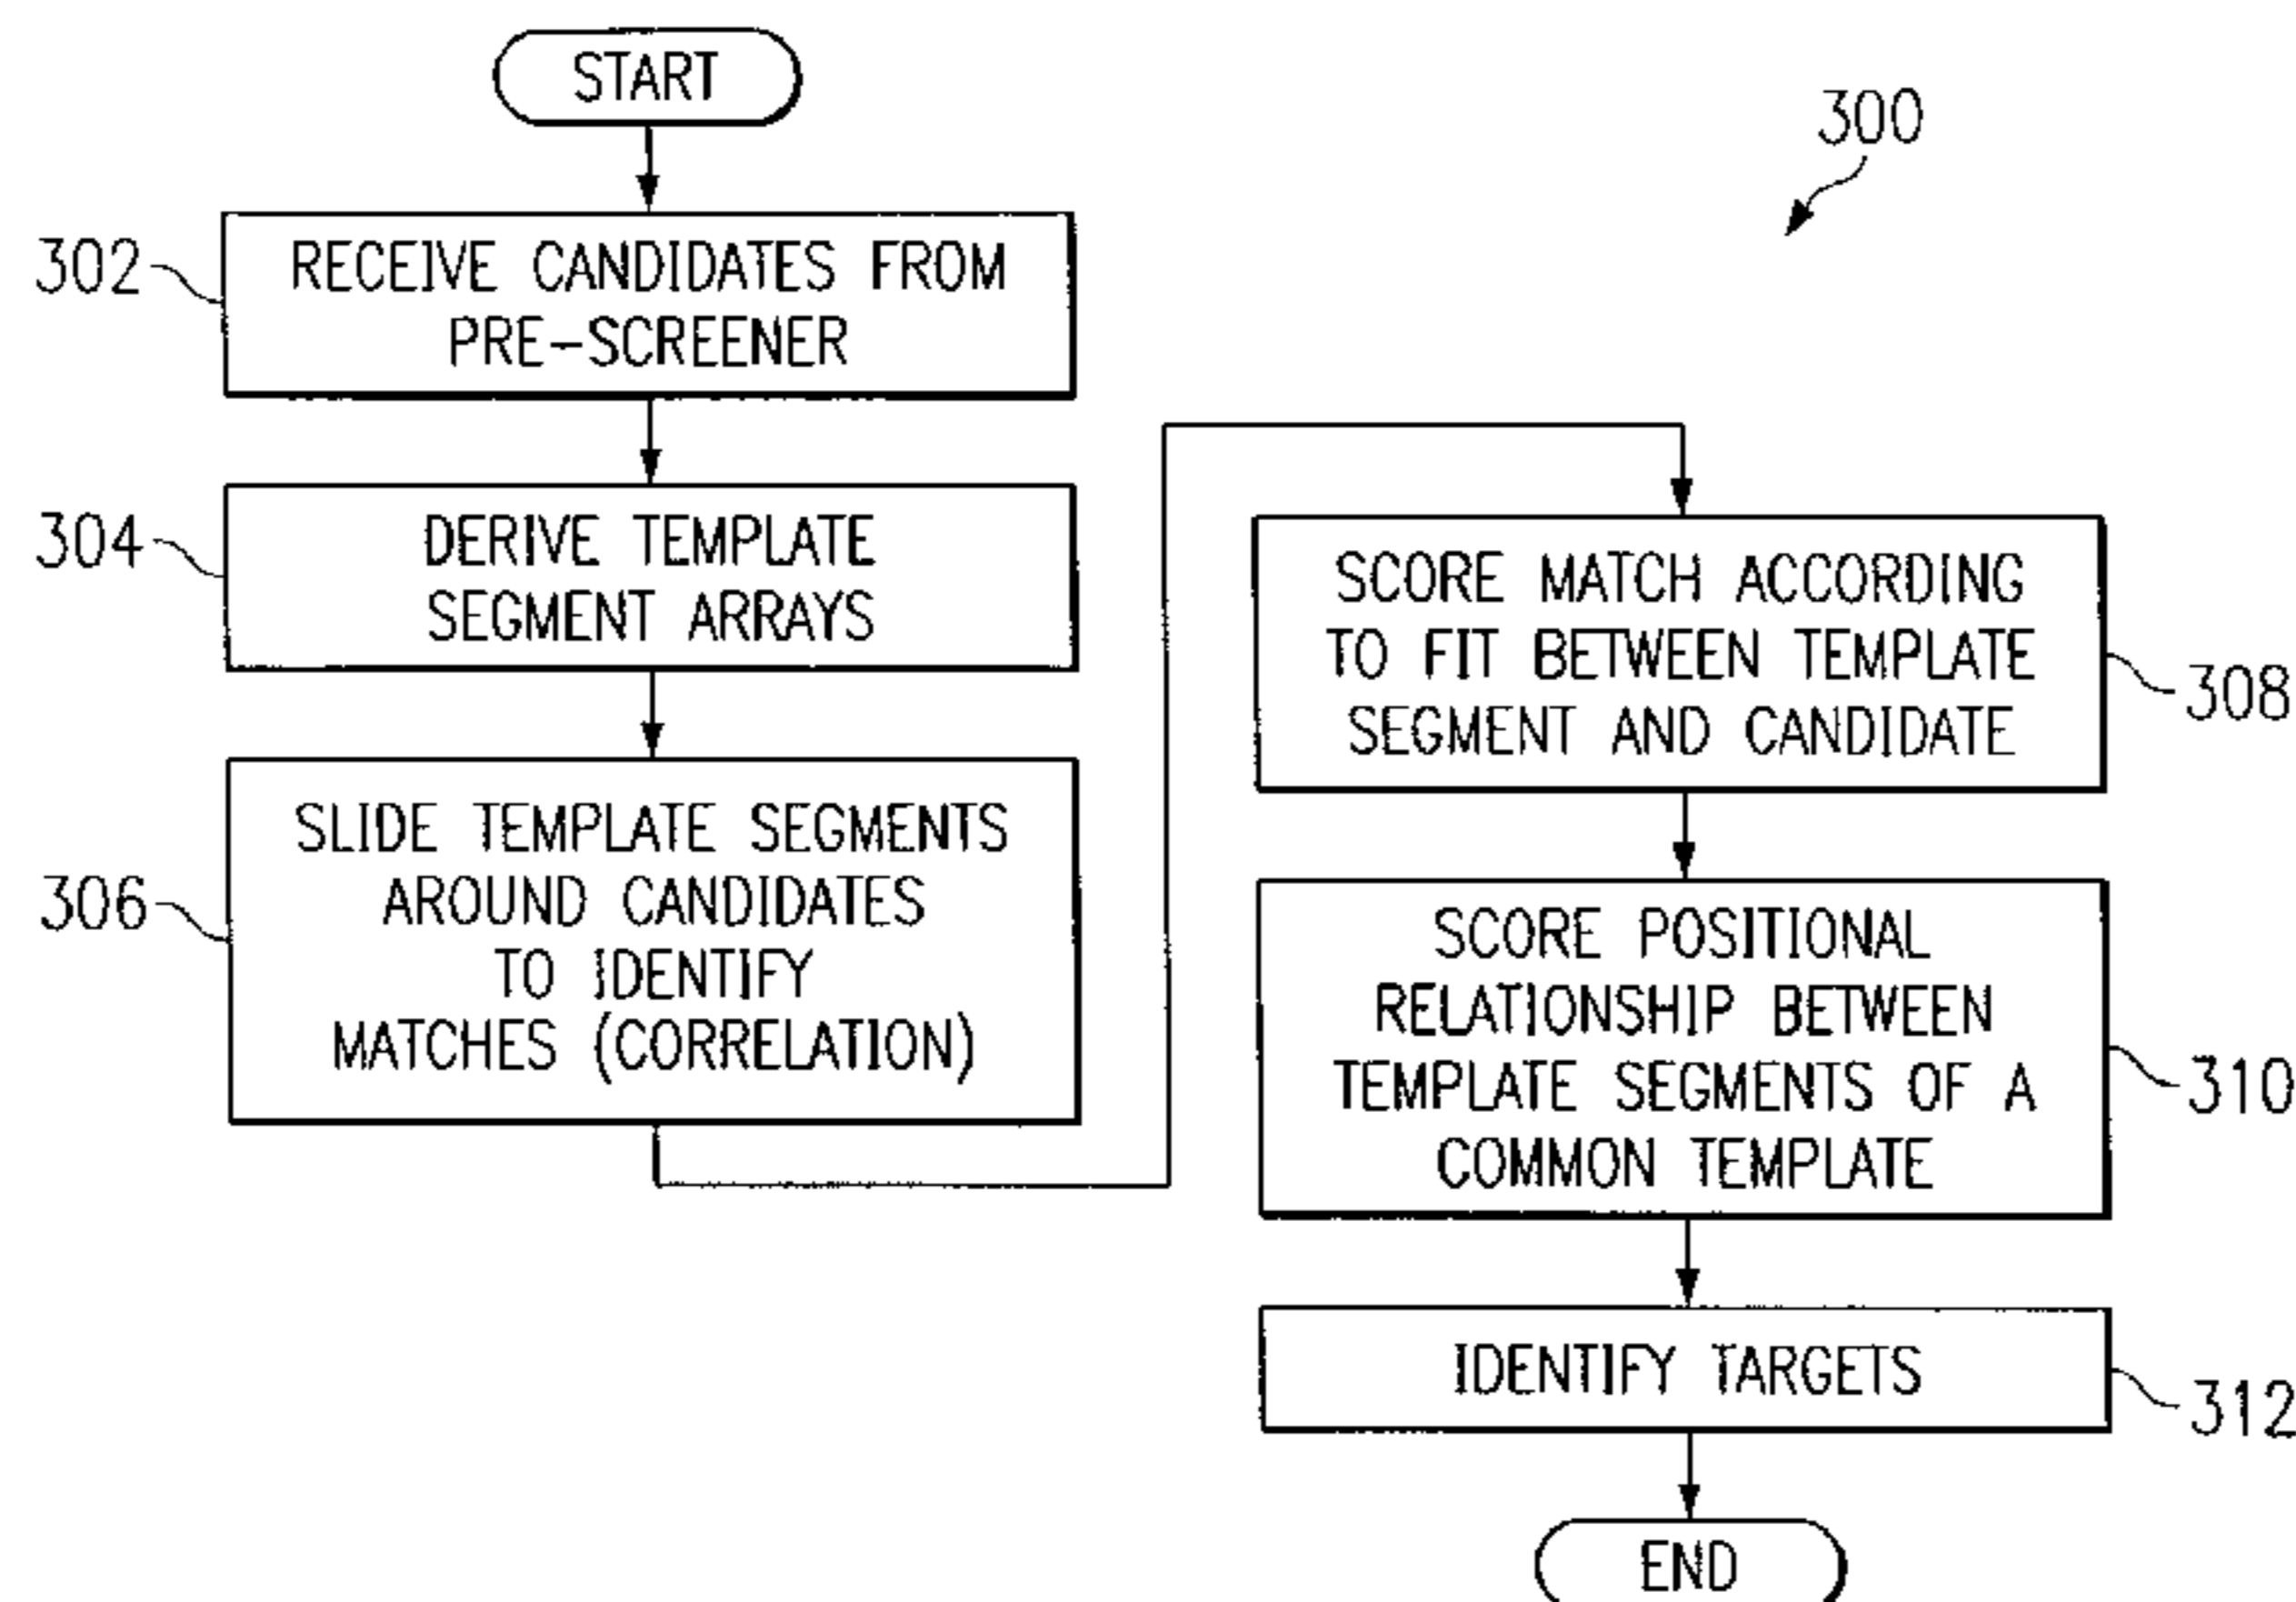 START
300
302
RECEIVE CANDIDATES FROM
PRE-SCREENER
304
DERIVE TEMPLATE
SEGMENT ARRAYS
306
SLIDE TEMPLATE SEGMENTS
AROUND CANDIDATES
TO IDENTIFY
MATCHES (CORRELATION)
SCORE MATCH ACCORDING
TO FIT BETWEEN TEMPLATE
SEGMENT AND CANDIDATE
308
SCORE POSITIONAL
RELATIONSHIP BETWEEN
TEMPLATE SEGMENTS OF A
COMMON TEMPLATE
310
IDENTIFY TARGETS
312
END